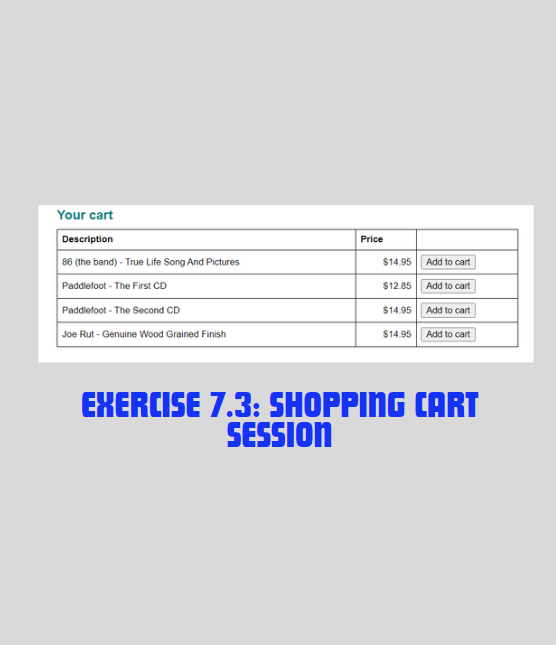 Your cart
Description Price
86 (the band) - True Life Song And Pictures $14.95 Add to cart
Paddlefoot - The First CD $12.85 Add to cart
Paddlefoot - The Second CD $14.95 Add to cart
Joe Rut - Genuine Wood Grained Finish $14.95 Add to cart
EXERCISE 7.3: SHOPPING CART
SESSION